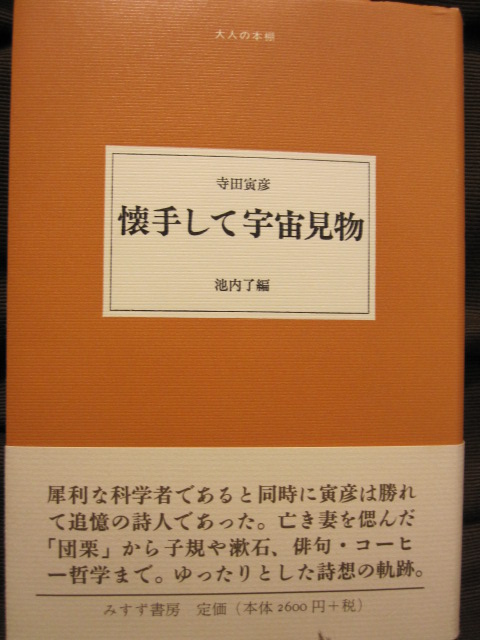 大人の本棚
寺田寅彦
懐手して宇宙見物
池内了編
犀利な科学者であると同時に寅彦は勝れ
て追憶の詩人であった。亡き妻を偲んだ
「団栗」から子規や漱石、俳句・コーヒ
ー哲学まで。ゆったりとした詩想の軌跡。
みすず書房 定価（本体2600円＋税）